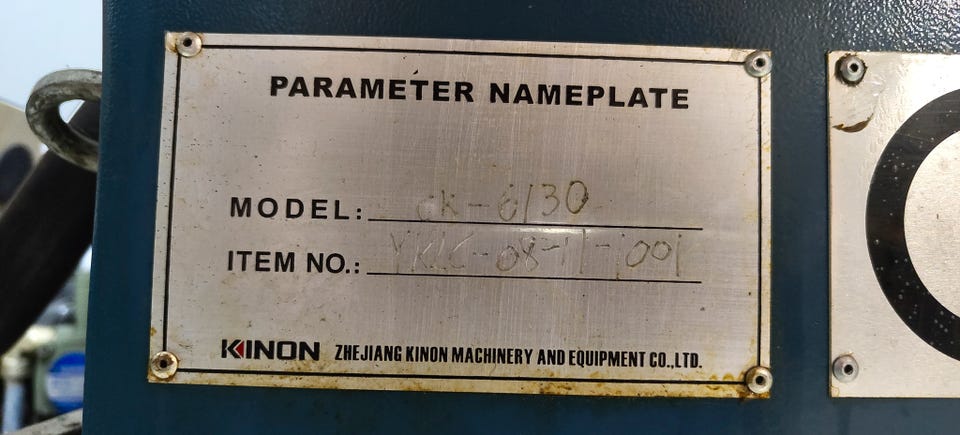 PARAMETER NAMEPLATE
MODEL: CK-6130
ITEM NO.:
KINON ZHEJIANG KINON MACHINERY AND EQUIPMENT CO.,LTD.